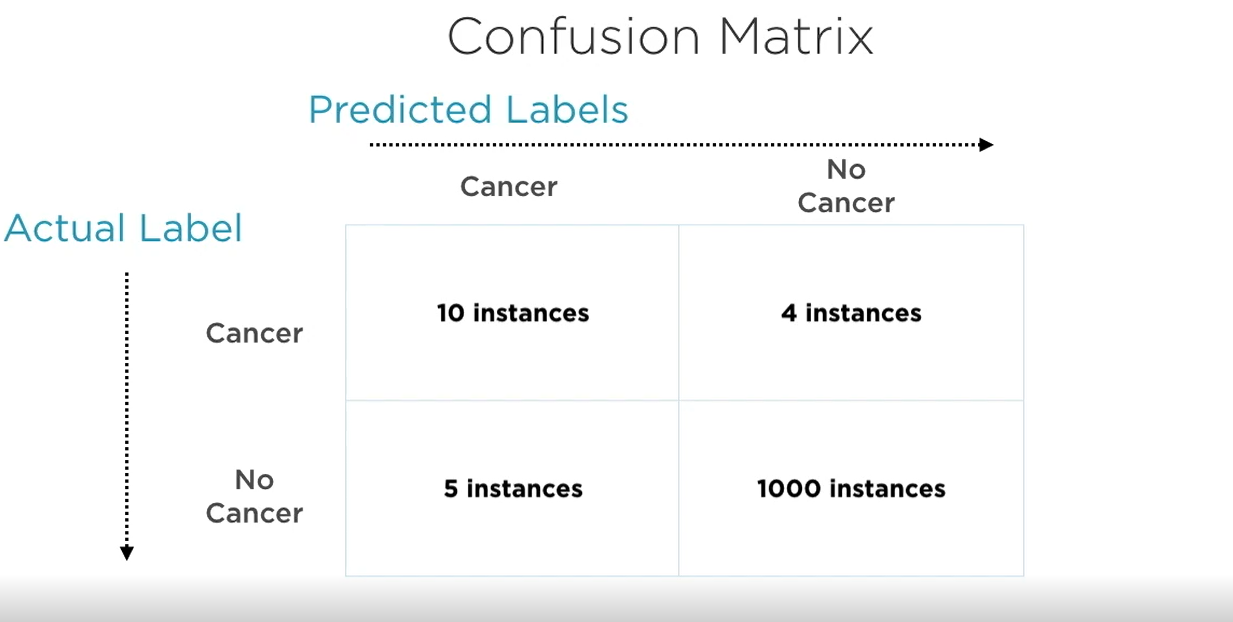 Confusion Matrix
Predicted Labels
Cancer
No
Cancer
Actual Label
Cancer
10 instances
4 instances
No
Cancer
5 instances
1000 instances